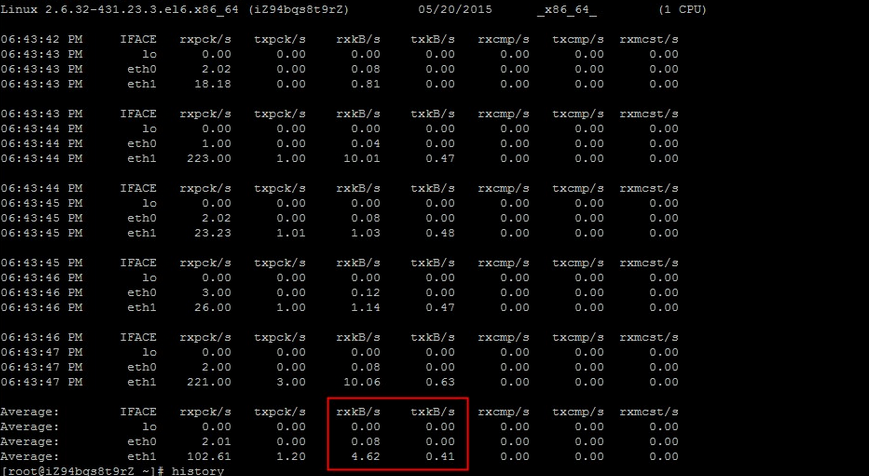 Linux 2.6.32-431.23.3.el6.x86_64 (iZ94bqs8t9rZ) 05/20/2015 _x86_64_ (1 CPU)
06:43:42 PM IFACE rxpck/s txpck/s rxkB/s txkB/s rxcmp/s txcmp/s rxmcst/s
06:43:43 PM lo 0.00 0.00 0.00 0.00 0.00 0.00 0.00
06:43:43 PM eth0 2.02 0.00 0.08 0.00 0.00 0.00 0.00
06:43:43 PM eth1 18.18 0.00 0.81 0.00 0.00 0.00 0.00
06:43:43 PM IFACE rxpck/s txpck/s rxkB/s txkB/s rxcmp/s txcmp/s rxmcst/s
06:43:44 PM lo 0.00 0.00 0.00 0.00 0.00 0.00 0.00
06:43:44 PM eth0 1.00 0.00 0.04 0.00 0.00 0.00 0.00
06:43:44 PM eth1 223.00 1.00 10.01 0.47 0.00 0.00 0.00
06:43:44 PM IFACE rxpck/s txpck/s rxkB/s txkB/s rxcmp/s txcmp/s rxmcst/s
06:43:45 PM lo 0.00 0.00 0.00 0.00 0.00 0.00 0.00
06:43:45 PM eth0 2.02 0.00 0.08 0.00 0.00 0.00 0.00
06:43:45 PM eth1 23.23 1.01 1.03 0.48 0.00 0.00 0.00
06:43:45 PM IFACE rxpck/s txpck/s rxkB/s txkB/s rxcmp/s txcmp/s rxmcst/s
06:43:46 PM lo 0.00 0.00 0.00 0.00 0.00 0.00 0.00
06:43:46 PM eth0 3.00 0.00 0.12 0.00 0.00 0.00 0.00
06:43:46 PM eth1 26.00 1.00 1.14 0.47 0.00 0.00 0.00
06:43:46 PM IFACE rxpck/s txpck/s rxkB/s txkB/s rxcmp/s txcmp/s rxmcst/s
06:43:47 PM lo 0.00 0.00 0.00 0.00 0.00 0.00 0.00
06:43:47 PM eth0 2.00 0.00 0.08 0.00 0.00 0.00 0.00
06:43:47 PM eth1 221.00 3.00 10.06 0.63 0.00 0.00 0.00
Average: IFACE rxpck/s txpck/s rxkB/s txkB/s rxcmp/s txcmp/s rxmcst/s
Average: lo 0.00 0.00 0.00 0.00 0.00 0.00 0.00
Average: eth0 2.01 0.00 0.08 0.00 0.00 0.00 0.00
Average: eth1 102.61 1.20 4.62 0.41 0.00 0.00 0.00
[root@iZ94bqs8t9rZ ~]# history